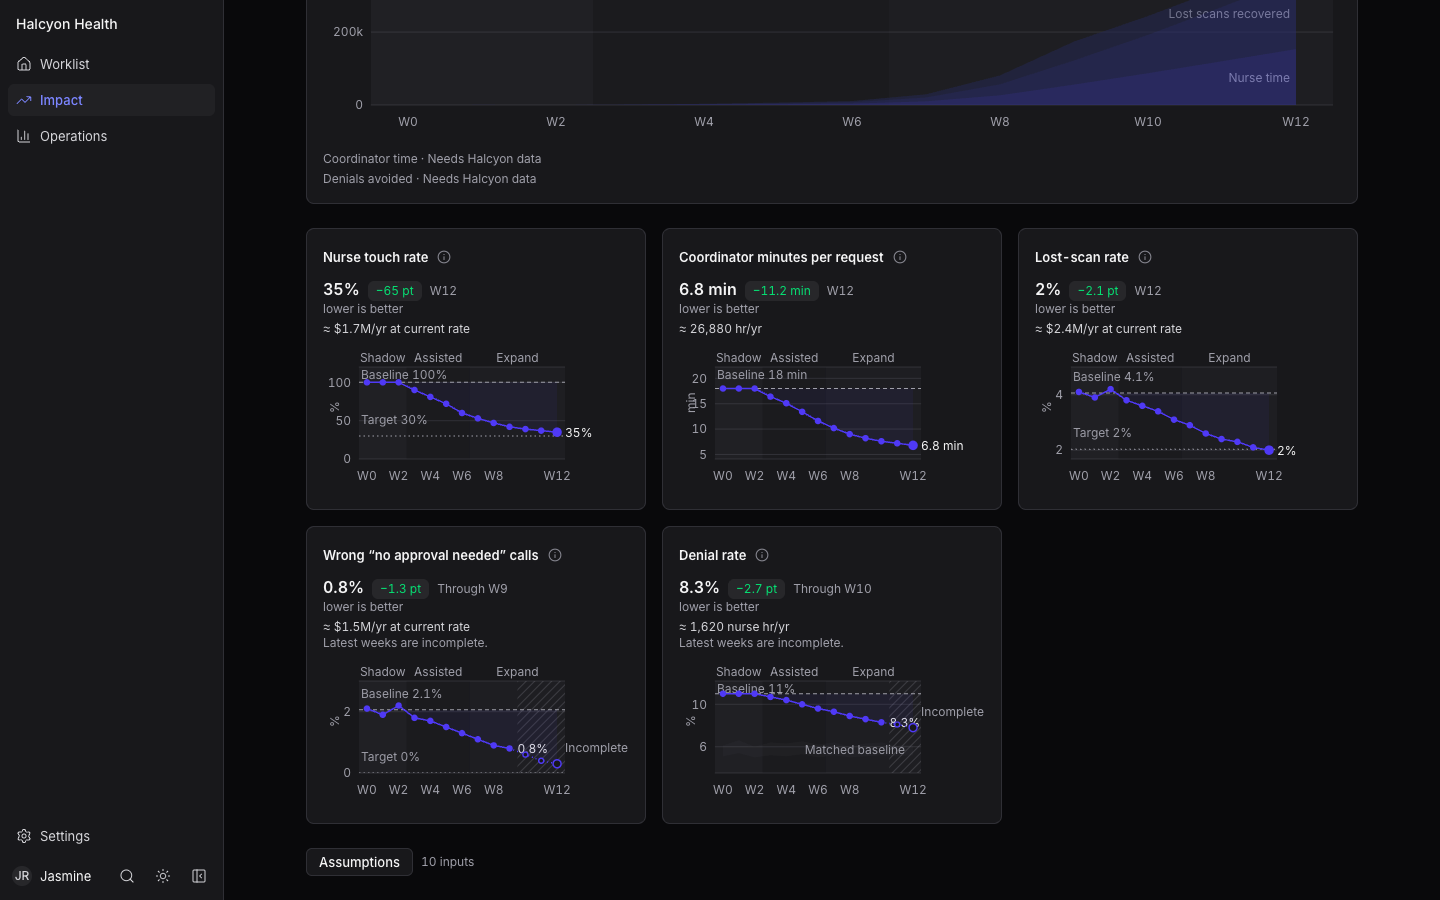 Halcyon Health
Worklist
Impact
Operations
Settings
JR Jasmine
Lost scans recovered
200k
Nurse time
0
W0 W2 W4 W6 W8 W10 W12
Coordinator time · Needs Halcyon data
Denials avoided · Needs Halcyon data
Nurse touch rate
35% −65 pt W12
lower is better
≈ $1.7M/yr at current rate
Shadow Assisted Expand
Baseline 100%
100
%
Target 30%
50
35%
0
W0 W2 W4 W6 W8 W12
Coordinator minutes per request
6.8 min −11.2 min W12
lower is better
≈ 26,880 hr/yr
Shadow Assisted Expand
Baseline 18 min
20
min
15
10
6.8 min
5
W0 W2 W4 W6 W8 W12
Lost-scan rate
2% −2.1 pt W12
lower is better
≈ $2.4M/yr at current rate
Shadow Assisted Expand
Baseline 4.1%
4
%
Target 2%
2
2%
W0 W2 W4 W6 W8 W12
Wrong “no approval needed” calls
0.8% −1.3 pt Through W9
lower is better
≈ $1.5M/yr at current rate
Latest weeks are incomplete.
Shadow Assisted Expand
Baseline 2.1%
2
%
0.8%
Incomplete
Target 0%
0
W0 W2 W4 W6 W8 W12
Denial rate
8.3% −2.7 pt Through W10
lower is better
≈ 1,620 nurse hr/yr
Latest weeks are incomplete.
Shadow Assisted Expand
Baseline 11%
10
Incomplete
%
8.3%
6
Matched baseline
W0 W2 W4 W6 W8 W12
Assumptions 10 inputs